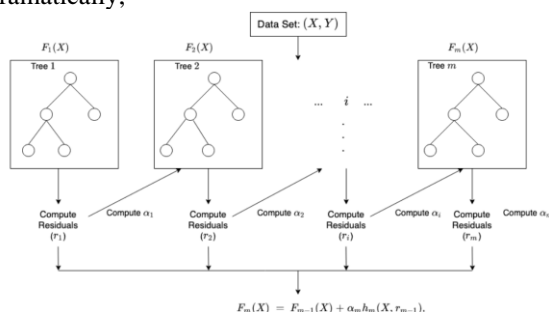 ramatically,
Data Set: (X, Y)
F₁(X)
F₂(X)
Fₘ(X)
Tree 1
Tree 2
Tree m
... i ...
.
.
.
Compute
Residuals
(r₁)
Compute α₁
Compute
Residuals
(r₂)
Compute α₂
Compute
Residuals
(rᵢ)
Compute αᵢ
Compute
Residuals
(rₘ)
Compute
Fₘ(X) = Fₘ₋₁(X) + αₘhₘ(X, rₘ₋₁),